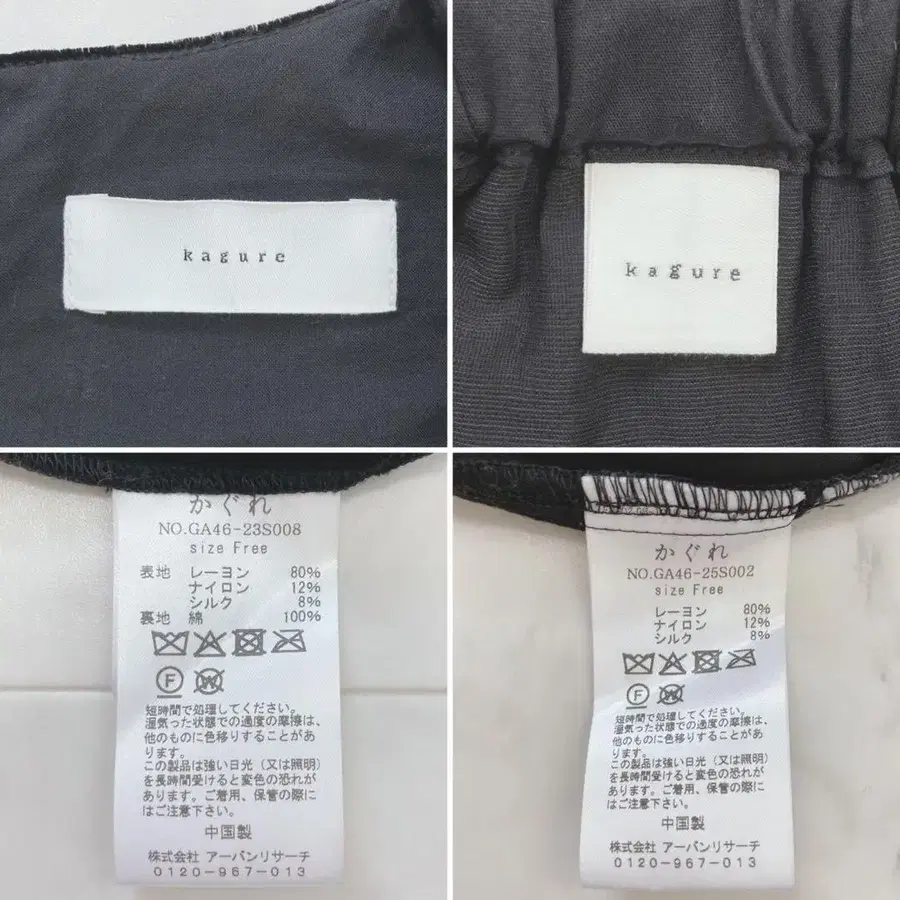 kagure
kagure
かぐれ
NO.GA46-23S008
size Free
表地 レーヨン 80%
ナイロン 12%
シルク 8%
裏地 綿 100%
F W
短時間で処理してください。
湿気った状態での過度の摩擦は、
他のものに色移りすることがあ
ります。
この製品は強い日光（又は照明）
を長時間受けると変色の恐れが
あります。ご着用、保管の際に
はご注意下さい。
中国製
株式会社 アーバンリサーチ
0120-967-013
かぐれ
NO.GA46-25S002
size Free
レーヨン 80%
ナイロン 12%
シルク 8%
F W
短時間で処理してください。
湿気った状態での過度の摩擦は、
他のものに色移りすることがあ
ります。
この製品は強い日光（又は照明）
を長時間受けると変色の恐れが
あります。ご着用、保管の際に
はご注意下さい。
中国製
株式会社 アーバンリサーチ
0120-967-013